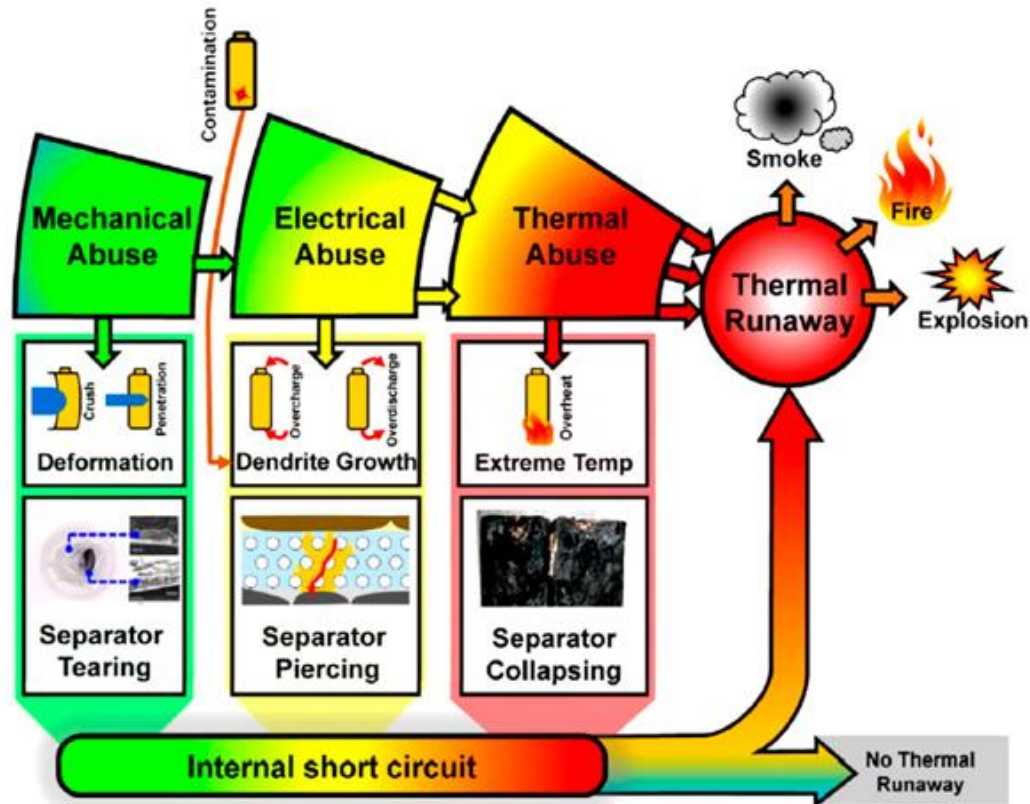 Contamination
Mechanical
Abuse
Electrical
Abuse
Thermal
Abuse
Smoke
Fire
Explosion
Thermal
Runaway
Crush
Penetration
Deformation
Overcharge
Overdischarge
Dendrite Growth
Overheat
Extreme Temp
Separator
Tearing
Separator
Piercing
Separator
Collapsing
Internal short circuit
No Thermal
Runaway